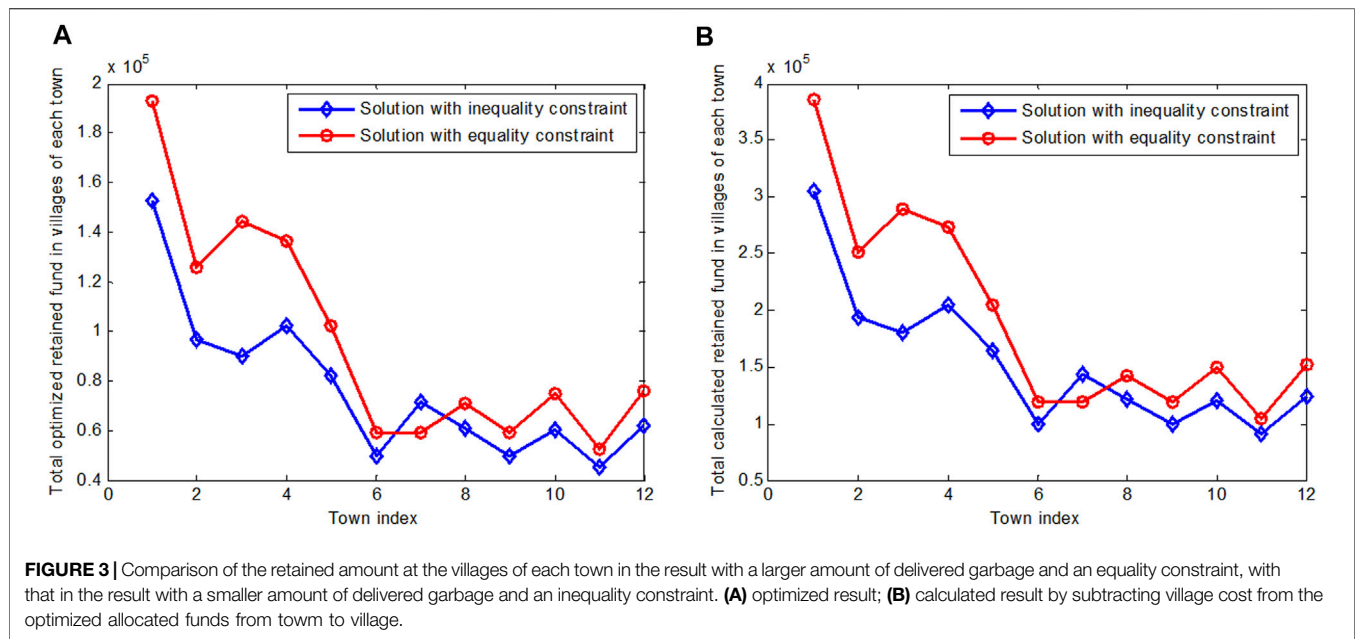 A
× 10^5
2
1.8
1.6
1.4
1.2
1
0.8
0.6
0.4
0 2 4 6 8 10 12
Town index
Total optimized retained fund in villages of each town
Solution with inequality constraint
Solution with equality constraint
B
× 10^5
4
3.5
3
2.5
2
1.5
1
0.5
0 2 4 6 8 10 12
Town index
Total calculated retained fund in villages of each town
Solution with inequality constraint
Solution with equality constraint
FIGURE 3 | Comparison of the retained amount at the villages of each town in the result with a larger amount of delivered garbage and an equality constraint, with
that in the result with a smaller amount of delivered garbage and an inequality constraint. (A) optimized result; (B) calculated result by subtracting village cost from the
optimized allocated funds from towm to village.